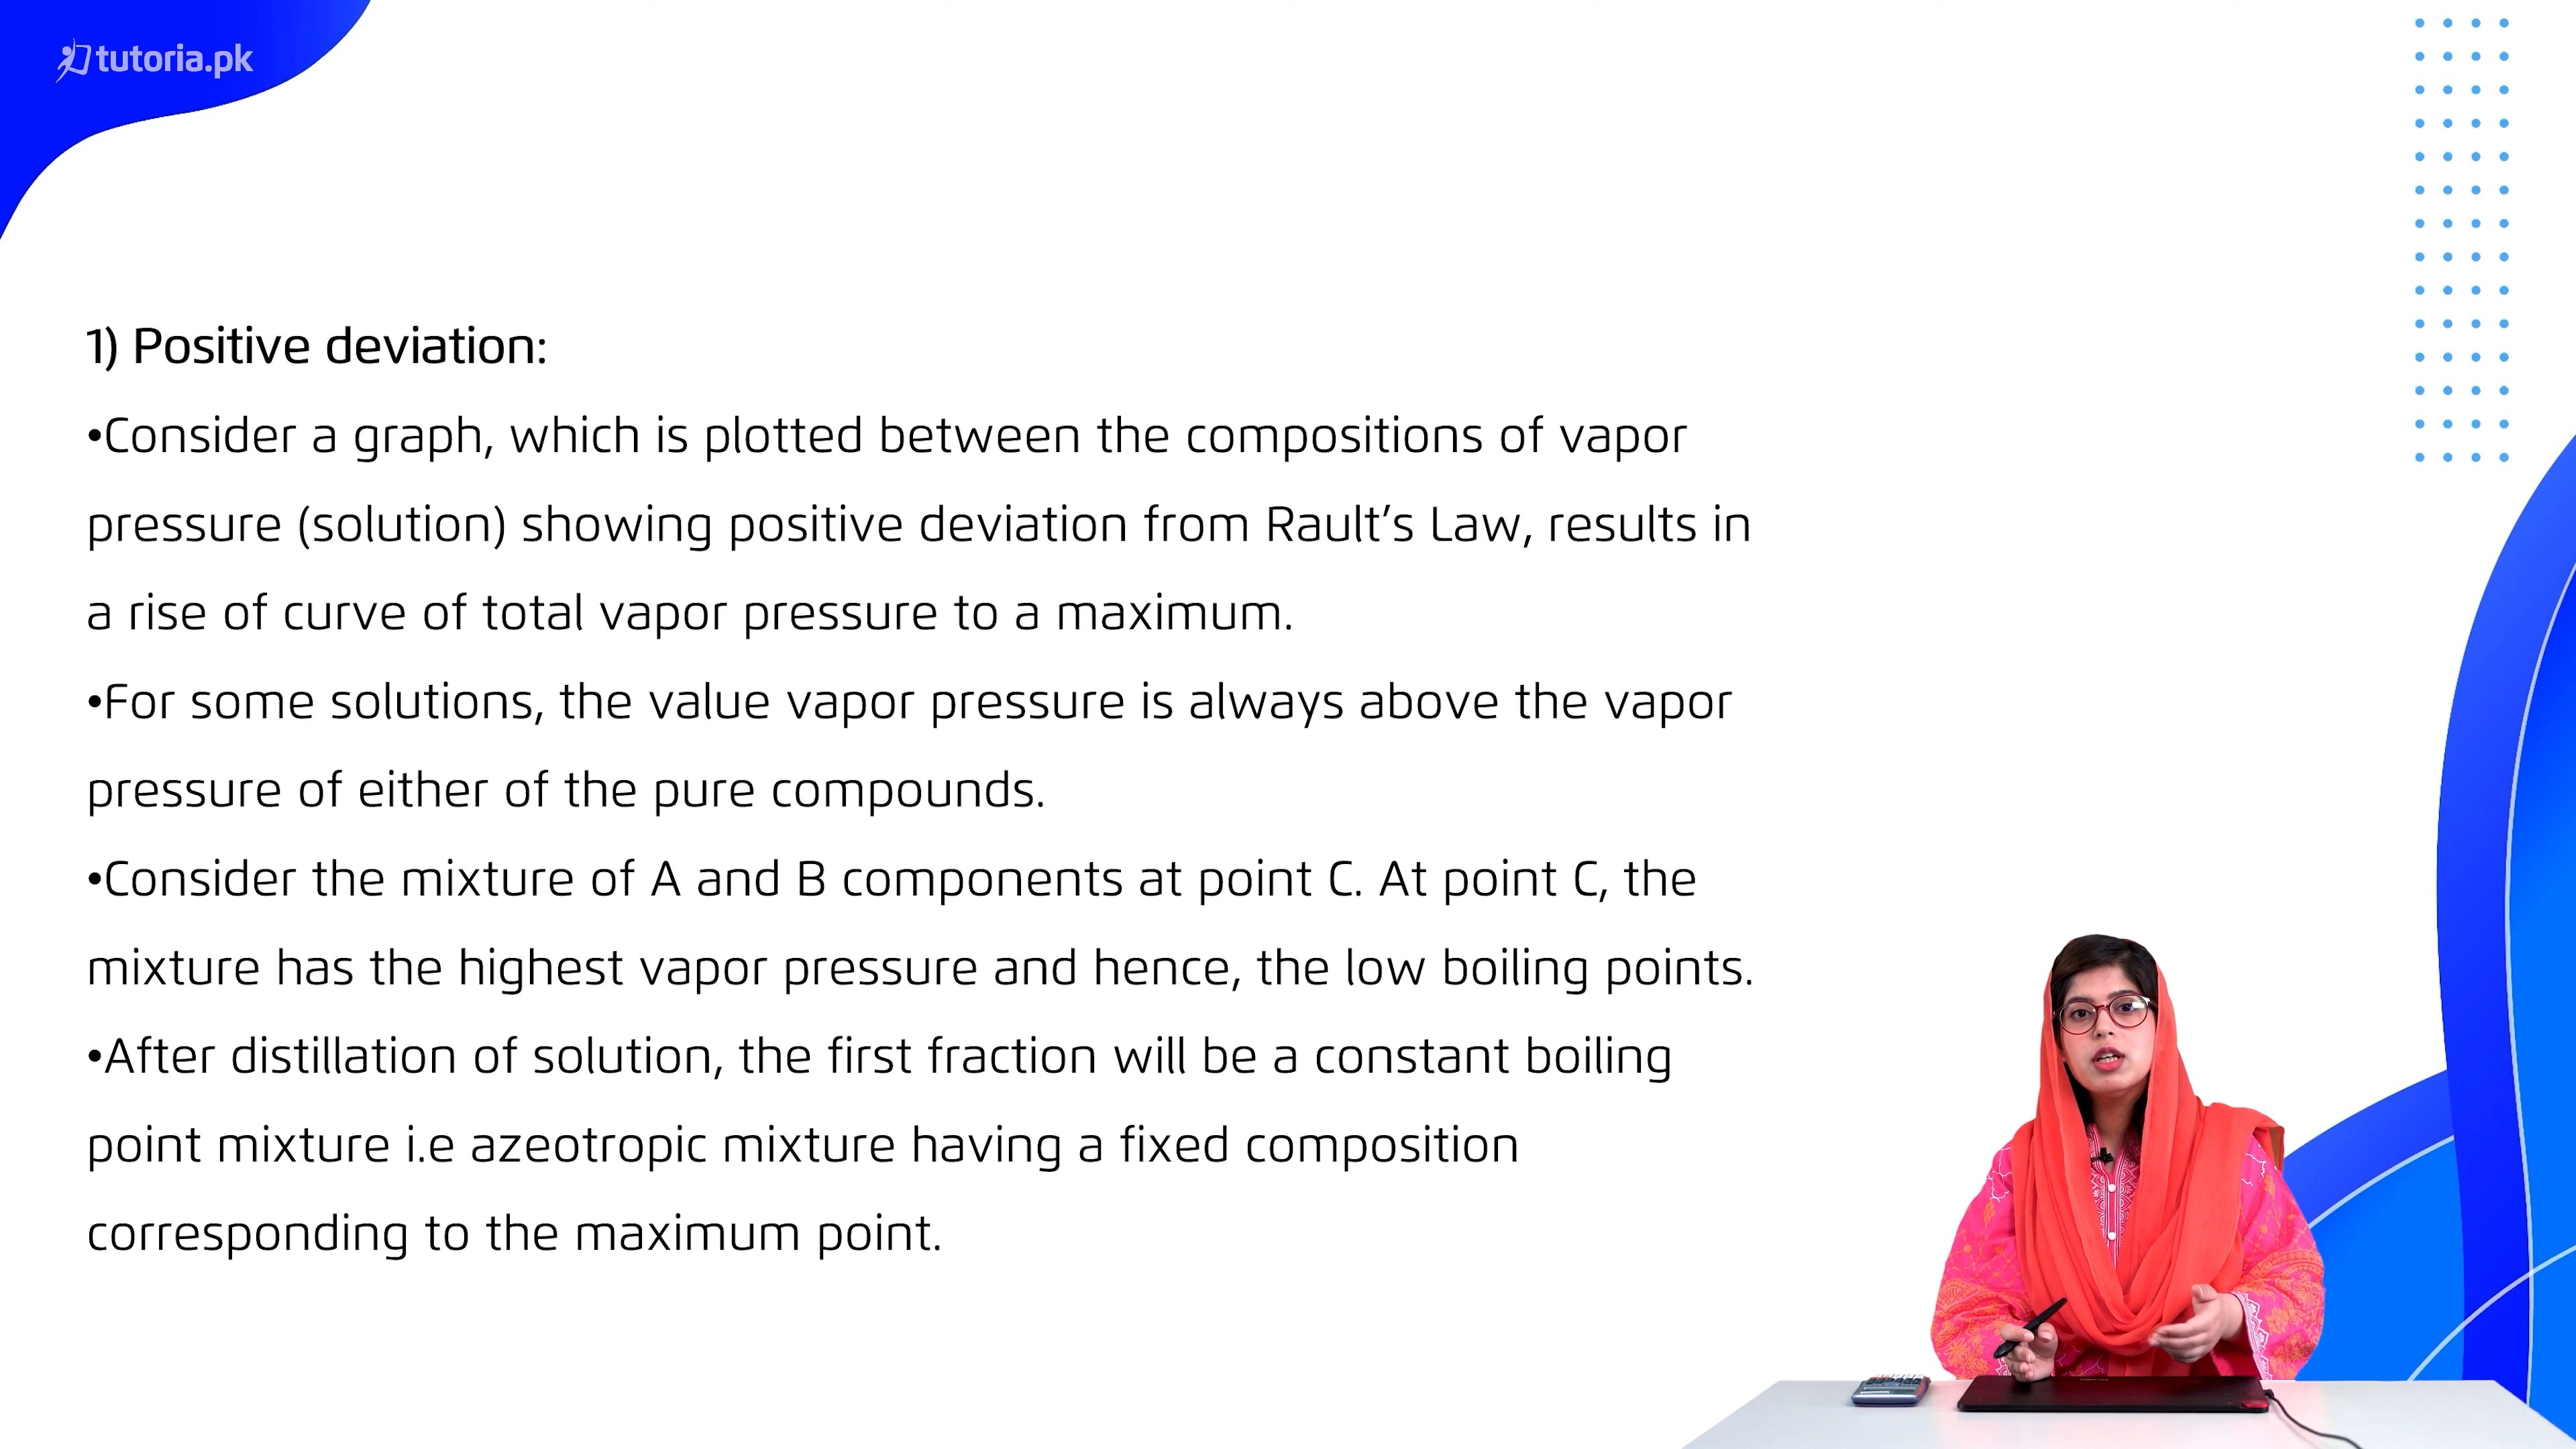 tutoria.pk
1) Positive deviation:
•Consider a graph, which is plotted between the compositions of vapor
pressure (solution) showing positive deviation from Rault’s Law, results in
a rise of curve of total vapor pressure to a maximum.
•For some solutions, the value vapor pressure is always above the vapor
pressure of either of the pure compounds.
•Consider the mixture of A and B components at point C. At point C, the
mixture has the highest vapor pressure and hence, the low boiling points.
•After distillation of solution, the first fraction will be a constant boiling
point mixture i.e azeotropic mixture having a fixed composition
corresponding to the maximum point.